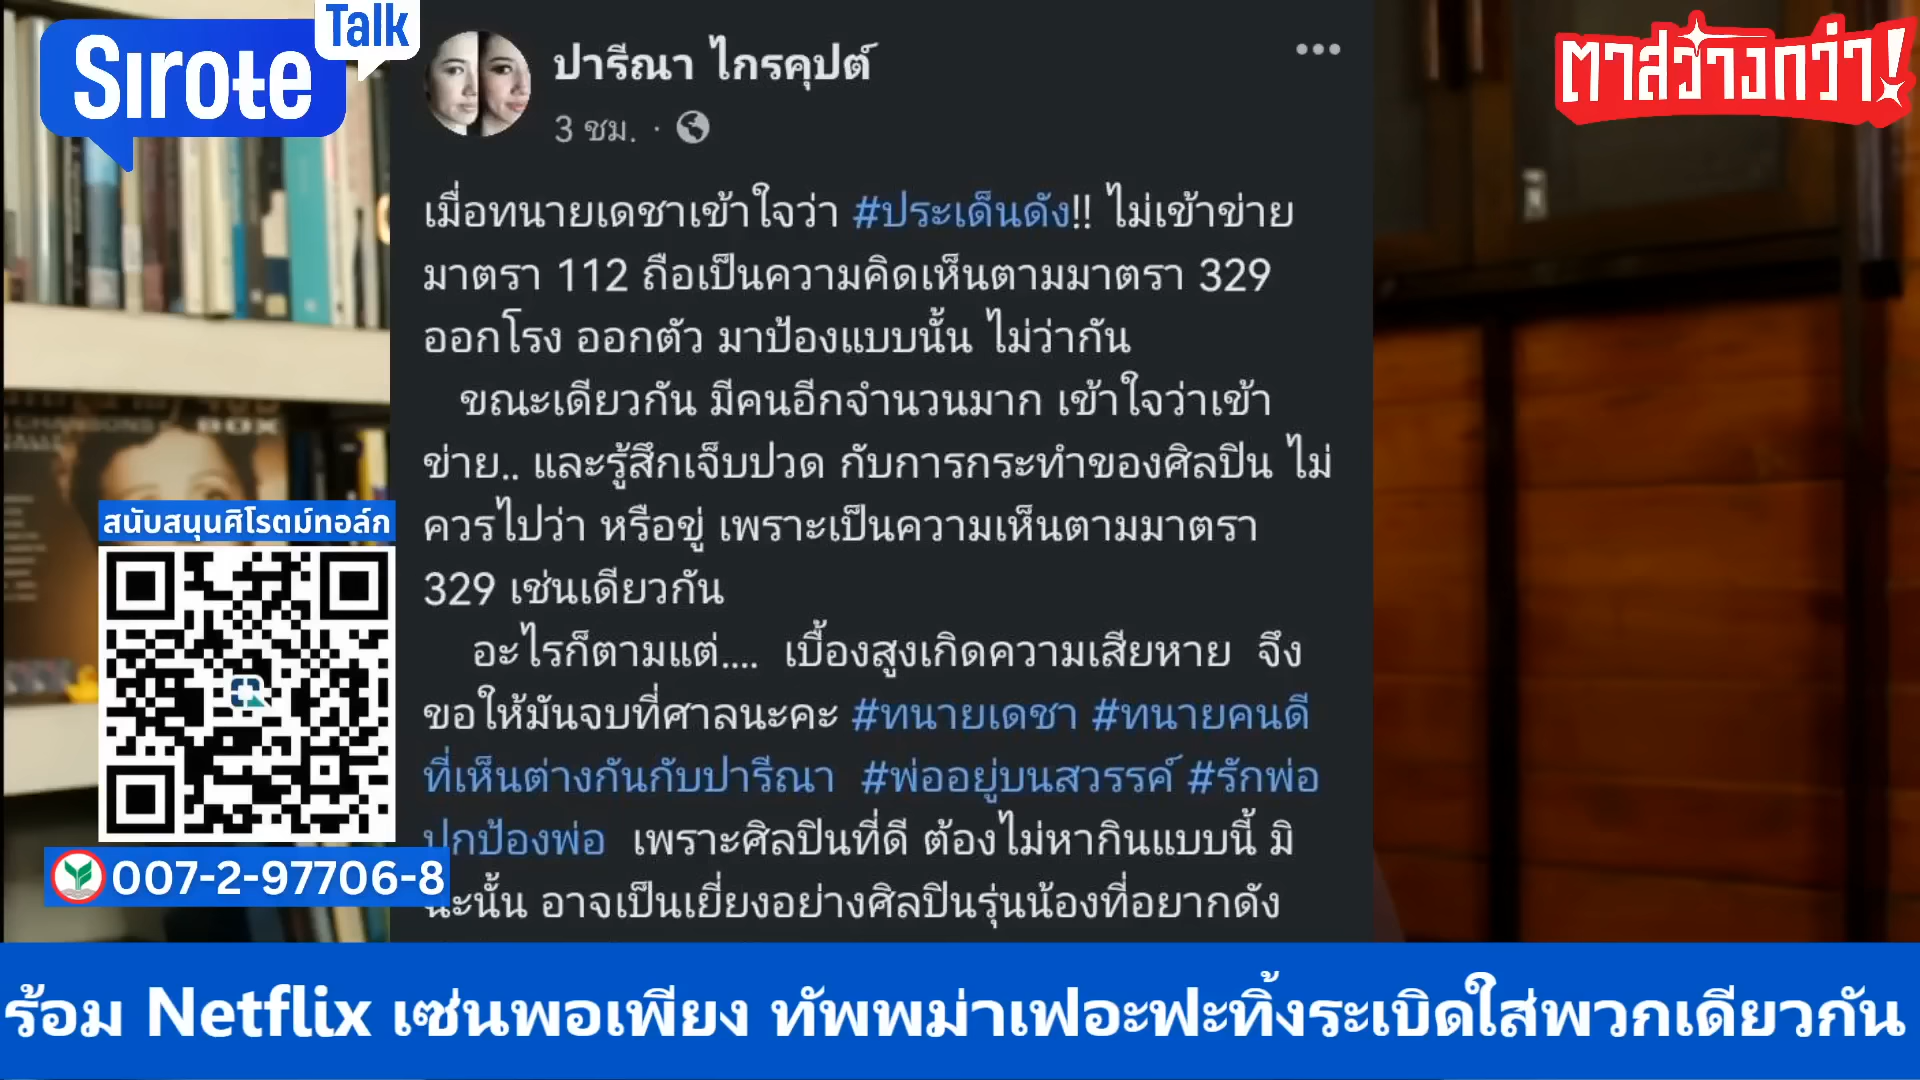 Sirote
Talk
ตาสว่างกว่า!
ปารีณา ไกรคุปต์
3 ชม. ·
เมื่อทนายเดชาเข้าใจว่า #ประเด็นดัง!! ไม่เข้าข่าย
มาตรา 112 ถือเป็นความคิดเห็นตามมาตรา 329
ออกโรง ออกตัว มาป้องแบบนั้น ไม่ว่ากัน
ขณะเดียวกัน มีคนอีกจำนวนมาก เข้าใจว่าเข้า
ข่าย.. และรู้สึกเจ็บปวด กับการกระทำของศิลปิน ไม่
ควรไปว่า หรือขู่ เพราะเป็นความเห็นตามมาตรา
329 เช่นเดียวกัน
อะไรก็ตามแต่.... เบื้องสูงเกิดความเสียหาย จึง
ขอให้มันจบที่ศาลนะคะ #ทนายเดชา #ทนายคนดี
ที่เห็นต่างกันกับปารีณา #พ่ออยู่บนสวรรค์ #รักพ่อ
ปกป้องพ่อ เพราะศิลปินที่ดี ต้องไม่หากินแบบนี้ มิ
นะนั้น อาจเป็นเยี่ยงอย่างศิลปินรุ่นน้องที่อยากดัง
BOX
สนับสนุนศิโรตม์ทอล์ก
007-2-97706-8
ร้อม Netflix เซ่นพอเพียง ทัพพม่าเฟอะฟะทิ้งระเบิดใส่พวกเดียวกัน